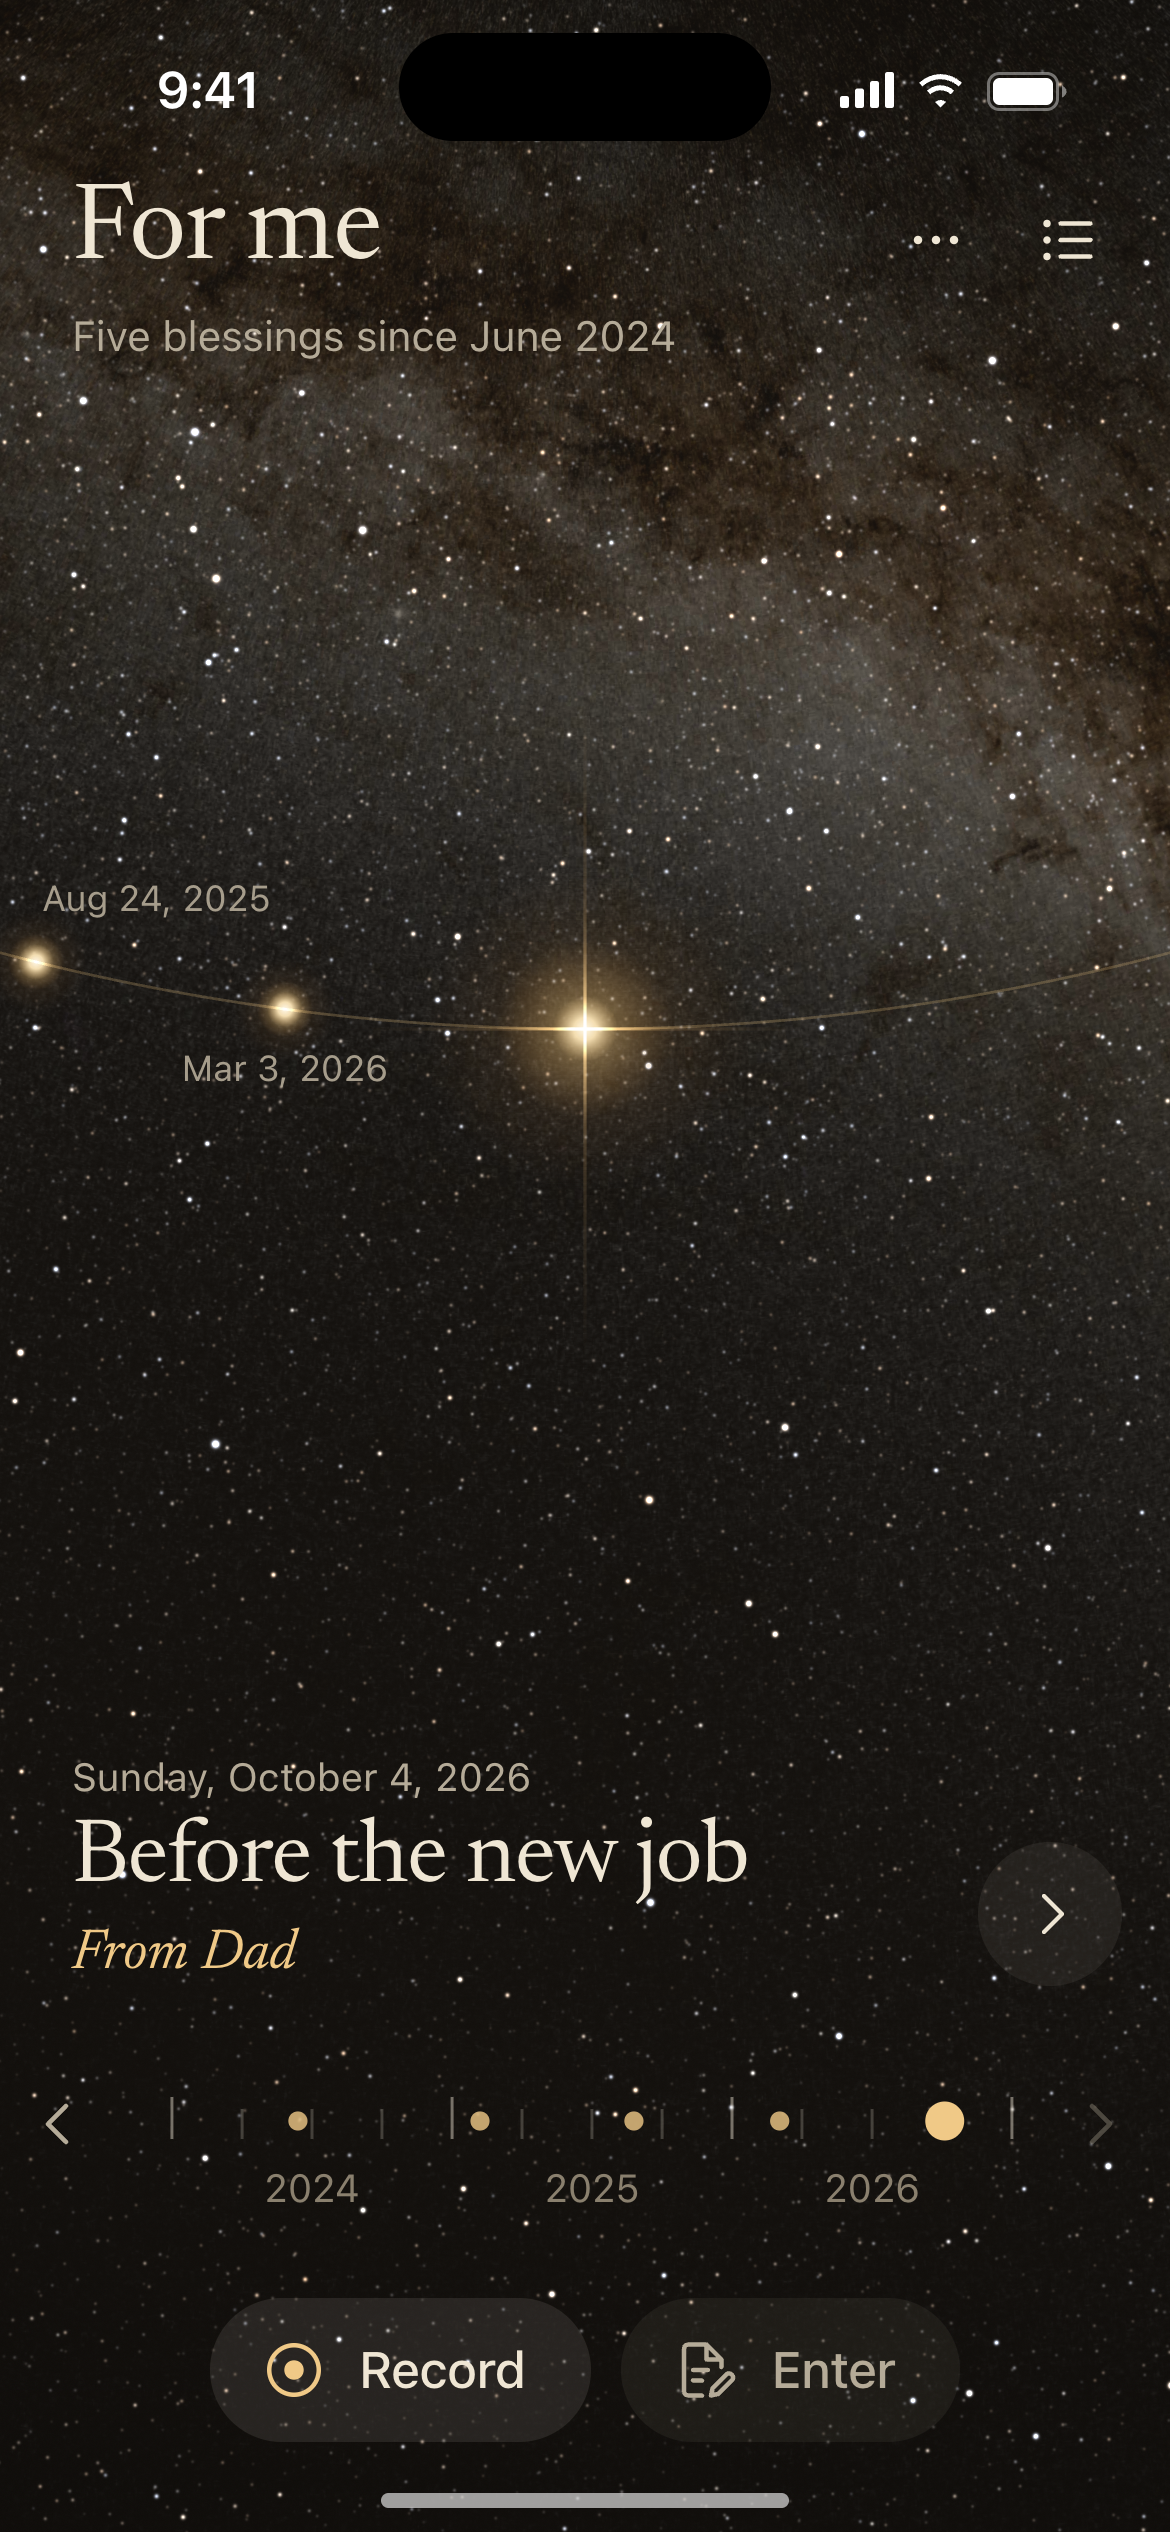 9:41
For me
Five blessings since June 2024
Aug 24, 2025
Mar 3, 2026
Sunday, October 4, 2026
Before the new job
From Dad
2024 2025 2026
Record Enter